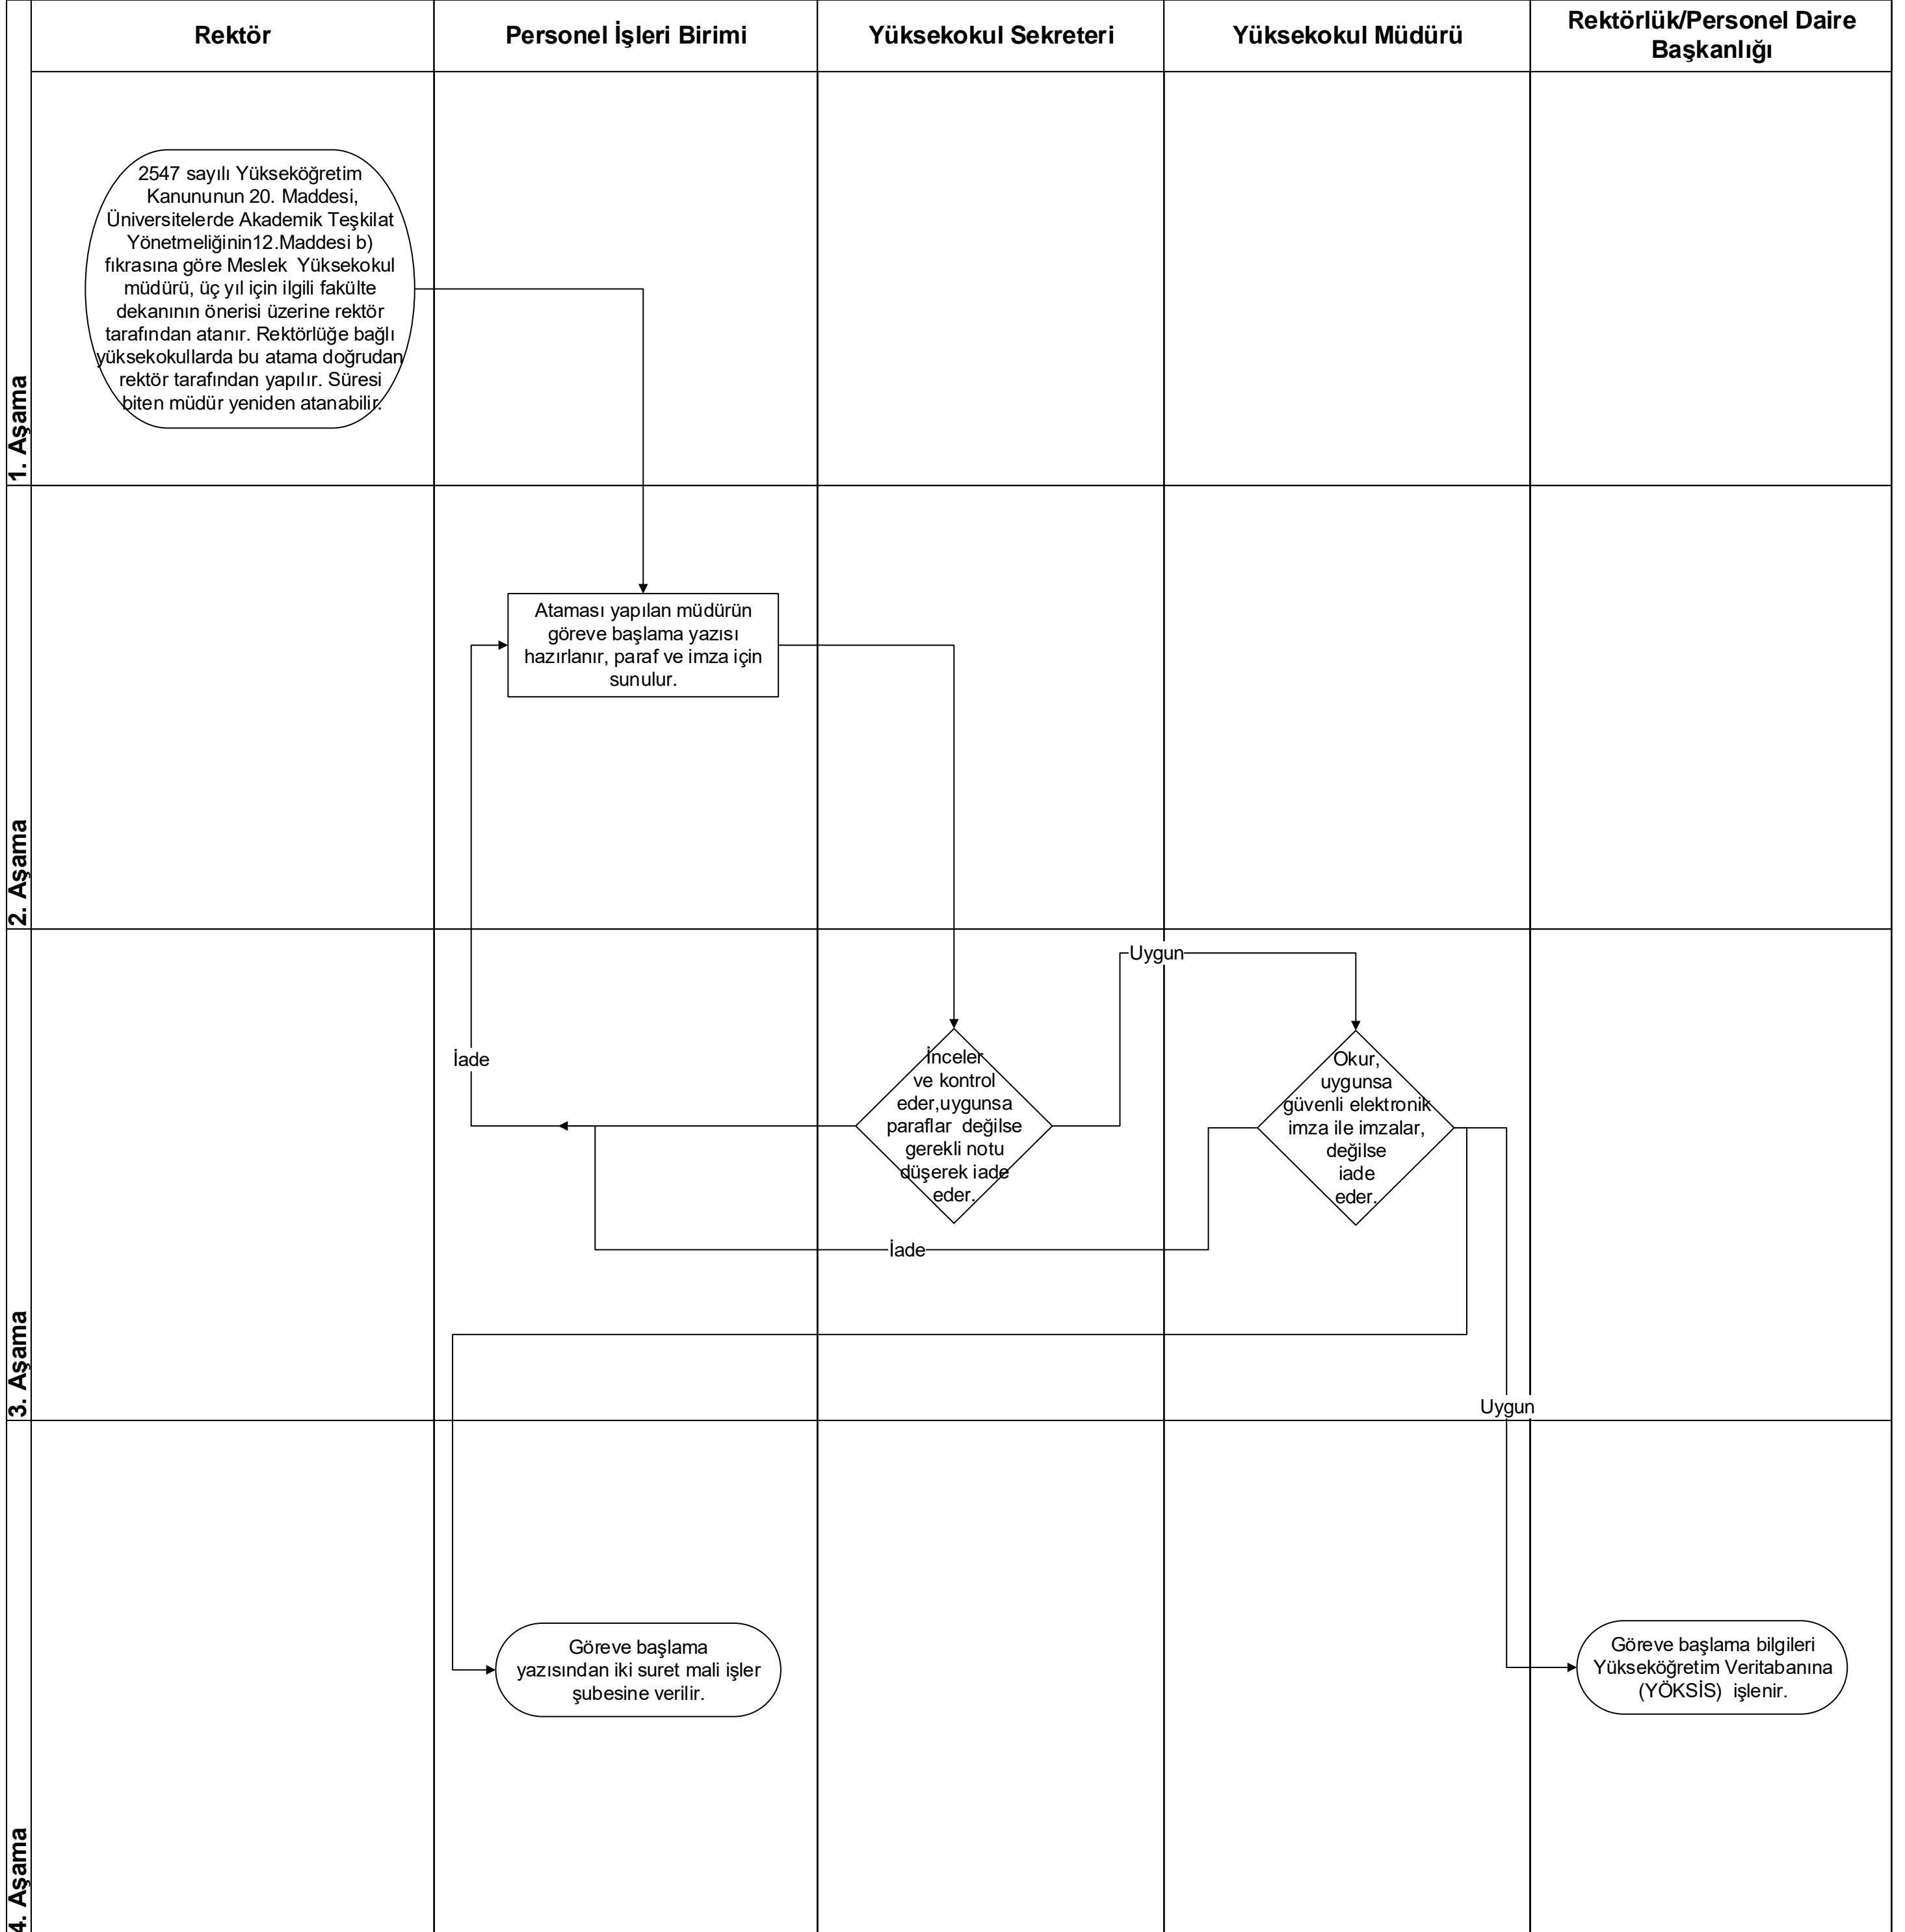 Rektör
Personel İşleri Birimi
Yüksekokul Sekreteri
Yüksekokul Müdürü
Rektörlük/Personel Daire
Başkanlığı
1. Aşama
2547 sayılı Yükseköğretim
Kanununun 20. Maddesi,
Üniversitelerde Akademik Teşkilat
Yönetmeliğinin12.Maddesi b)
fıkrasına göre Meslek  Yüksekokul
müdürü, üç yıl için ilgili fakülte
dekanının önerisi üzerine rektör
tarafından atanır. Rektörlüğe bağlı
yüksekokullarda bu atama doğrudan
rektör tarafından yapılır. Süresi
biten müdür yeniden atanabilir.
2. Aşama
Ataması yapılan müdürün
göreve başlama yazısı
hazırlanır, paraf ve imza için
sunulur.
3. Aşama
Uygun
İade
İnceler
ve kontrol
eder,uygunsa
paraflar  değilse
gerekli notu
düşerek iade
eder.
Okur,
uygunsa
güvenli elektronik
imza ile imzalar,
değilse
iade
eder.
İade
Uygun
4. Aşama
Göreve başlama
yazısından iki suret mali işler
şubesine verilir.
Göreve başlama bilgileri
Yükseköğretim Veritabanına
(YÖKSİS)  işlenir.